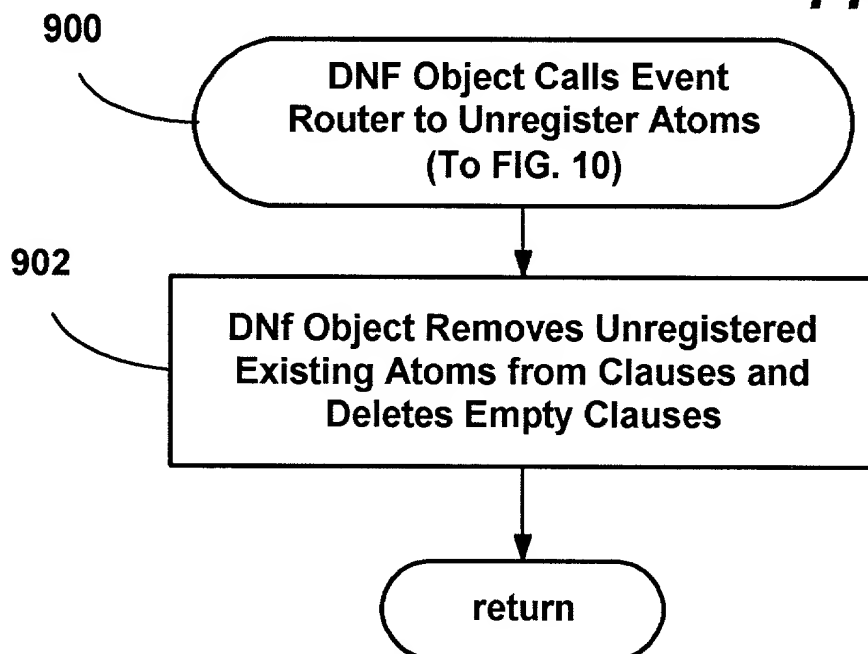 900
DNF Object Calls Event
Router to Unregister Atoms
(To FIG. 10)
902
DNf Object Removes Unregistered
Existing Atoms from Clauses and
Deletes Empty Clauses
return